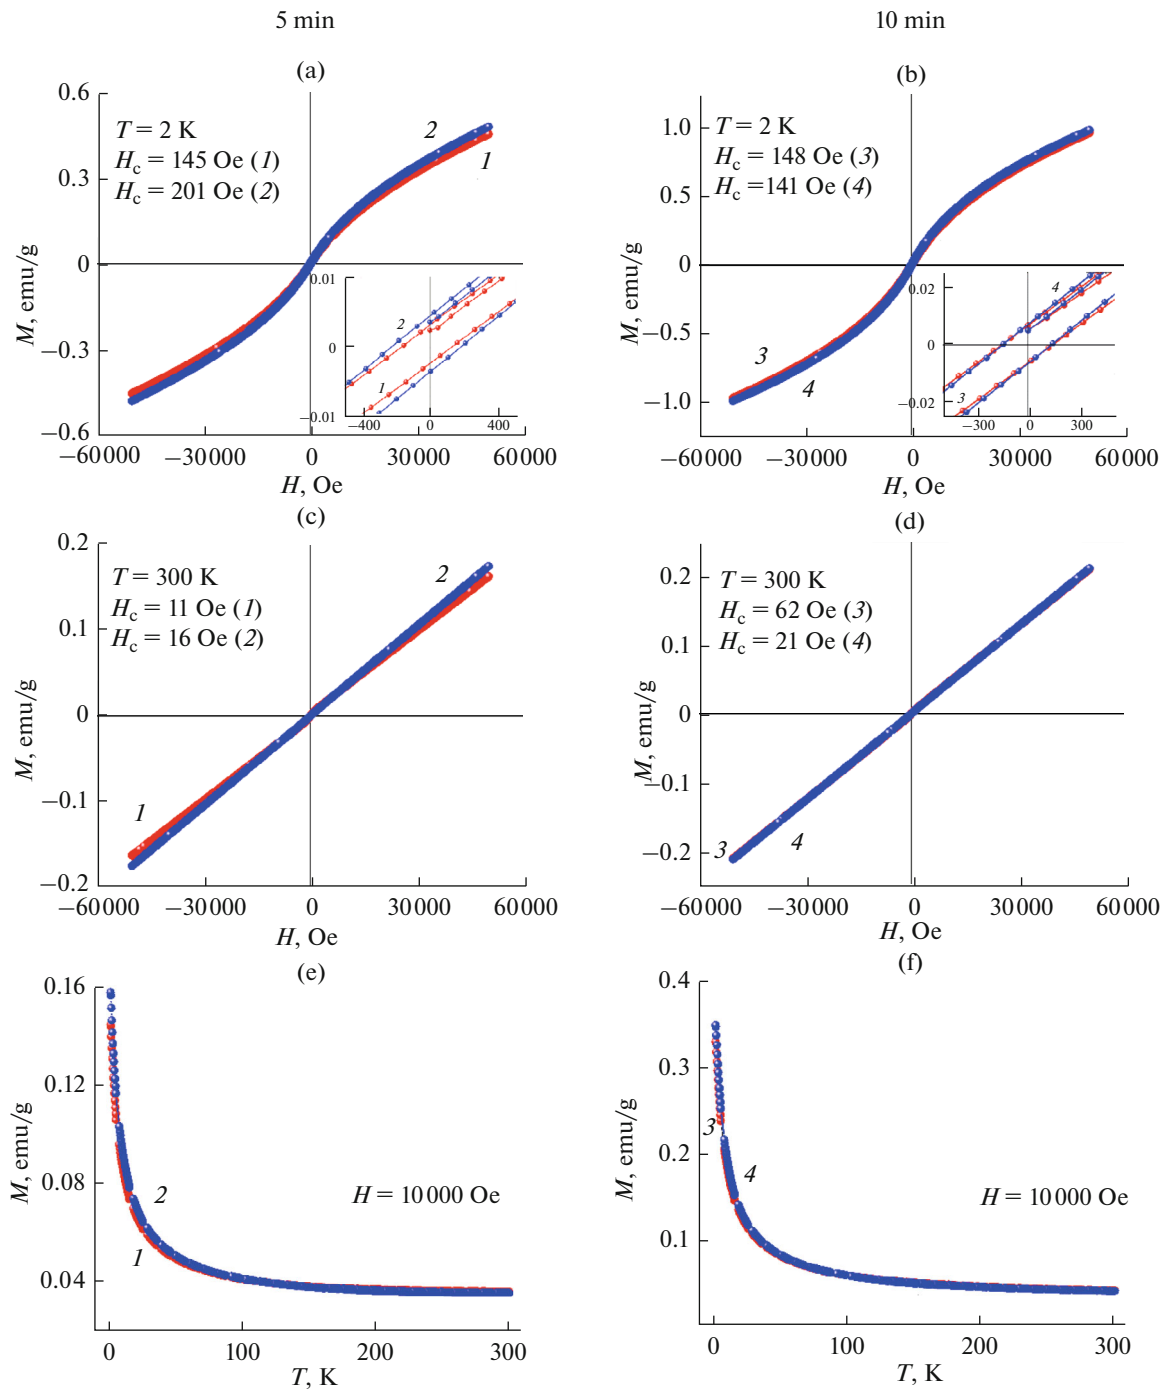 5 min
10 min
(a)
0.6
0.3
0
−0.3
−0.6
M, emu/g
T = 2 K
H_c = 145 Oe (1)
H_c = 201 Oe (2)
2
1
0.01
0
−0.01
−400
0
400
2
1
−60000
−30000
0
30000
60000
H, Oe
(b)
1.0
0.5
0
−0.5
−1.0
M, emu/g
T = 2 K
H_c = 148 Oe (3)
H_c =141 Oe (4)
3
4
0.02
0
−0.02
−300
0
300
4
3
−60000
−30000
0
30000
60000
H, Oe
(c)
0.2
0.1
0
−0.1
−0.2
M, emu/g
T = 300 K
H_c = 11 Oe (1)
H_c = 16 Oe (2)
2
1
−60000
−30000
0
30000
60000
H, Oe
(d)
0.2
0.1
0
−0.1
−0.2
M, emu/g
T = 300 K
H_c = 62 Oe (3)
H_c = 21 Oe (4)
3
4
−60000
−30000
0
30000
60000
H, Oe
(e)
0.16
0.12
0.08
0.04
M, emu/g
2
1
H = 10000 Oe
0
100
200
300
T, K
(f)
0.4
0.3
0.2
0.1
M, emu/g
3
4
H = 10000 Oe
0
100
200
300
T, K